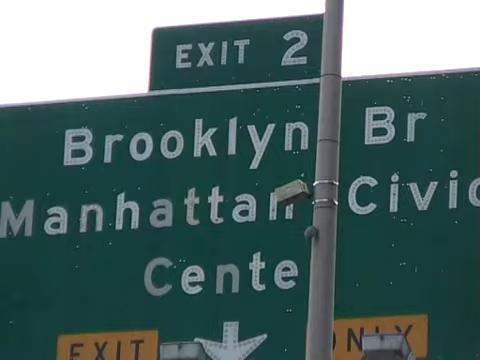 EXIT 2
Brooklyn Br
Manhattan Civic
Cente
EXIT ONLY